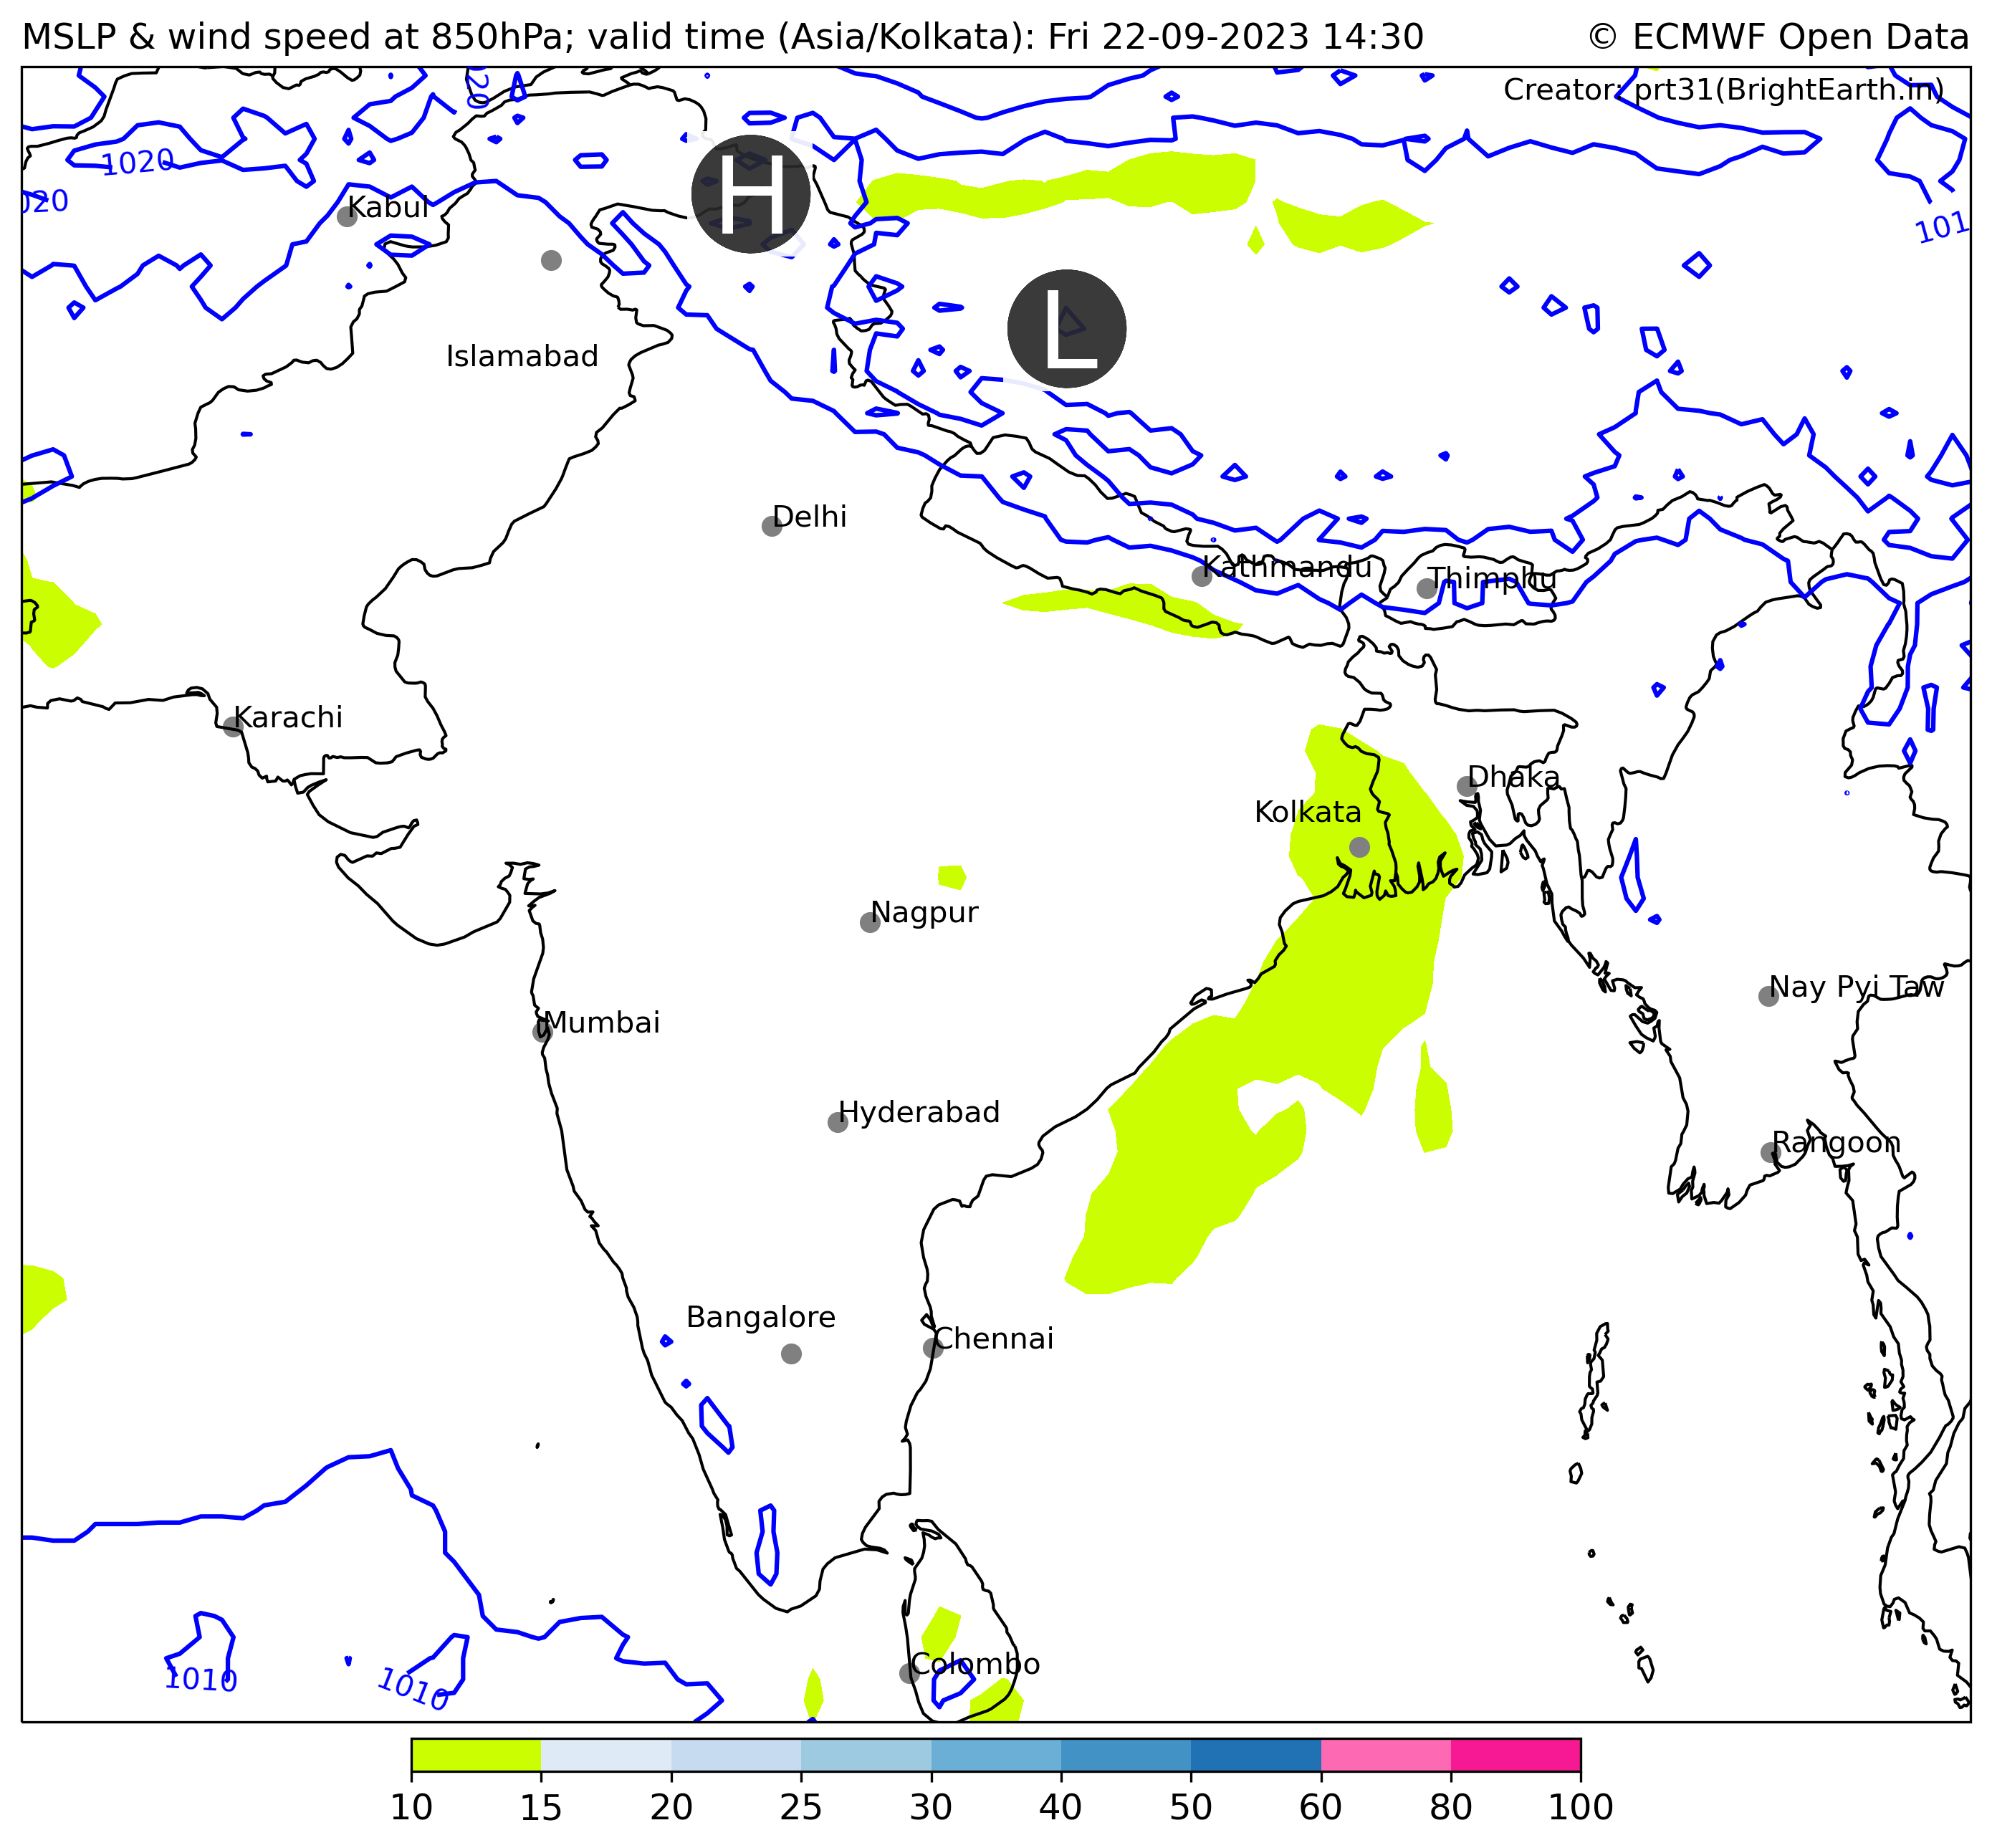 MSLP & wind speed at 850hPa; valid time (Asia/Kolkata): Fri 22-09-2023 14:30 © ECMWF Open Data
Creator: prt31(BrightEarth.in)
20
1020
H
020
Kabul
101
L
Islamabad
Delhi
Kathmandu
Thimphu
Karachi
Dhaka
Kolkata
Nagpur
Nay Pyi Taw
Mumbai
Hyderabad
Rangoon
Bangalore
Chennai
Colombo
1010
1010
10 15 20 25 30 40 50 60 80 100